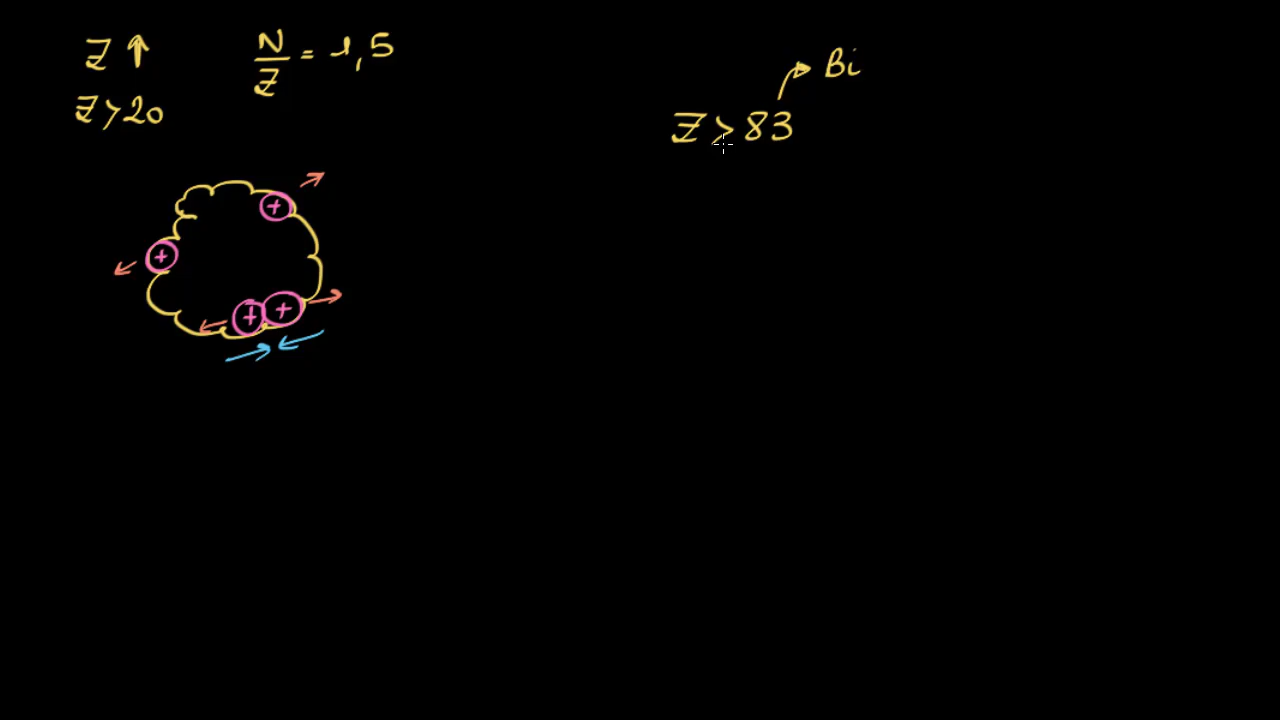 Z ↑
N/Z = 1,5
Z > 20
→ Bi
Z > 83
+
+
+ +